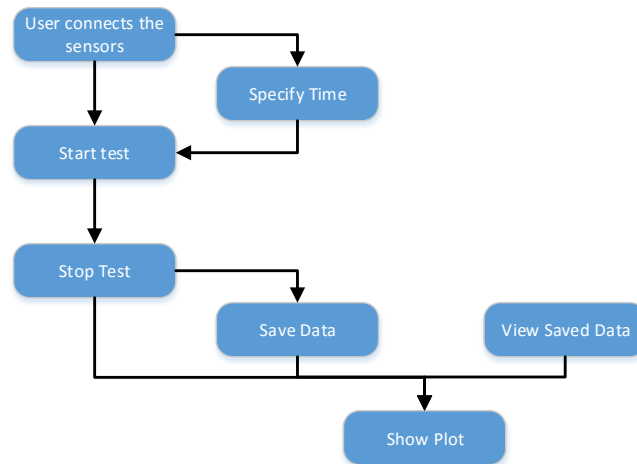 User connects the
sensors
Specify Time
Start test
Stop Test
Save Data
View Saved Data
Show Plot